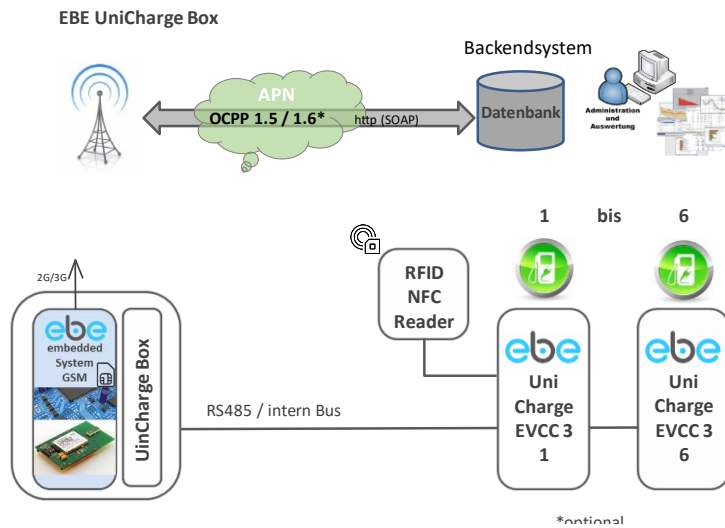 EBE UniCharge Box
Backendsystem
APN
OCPP 1.5 / 1.6*
http (SOAP)
Datenbank
Administration
und
Auswertung
1 bis 6
2G/3G
RFID
NFC
Reader
ebe
embedded
System
GSM
UinCharge Box
RS485 / intern Bus
ebe
Uni
Charge
EVCC 3
1
ebe
Uni
Charge
EVCC 3
6
*optional